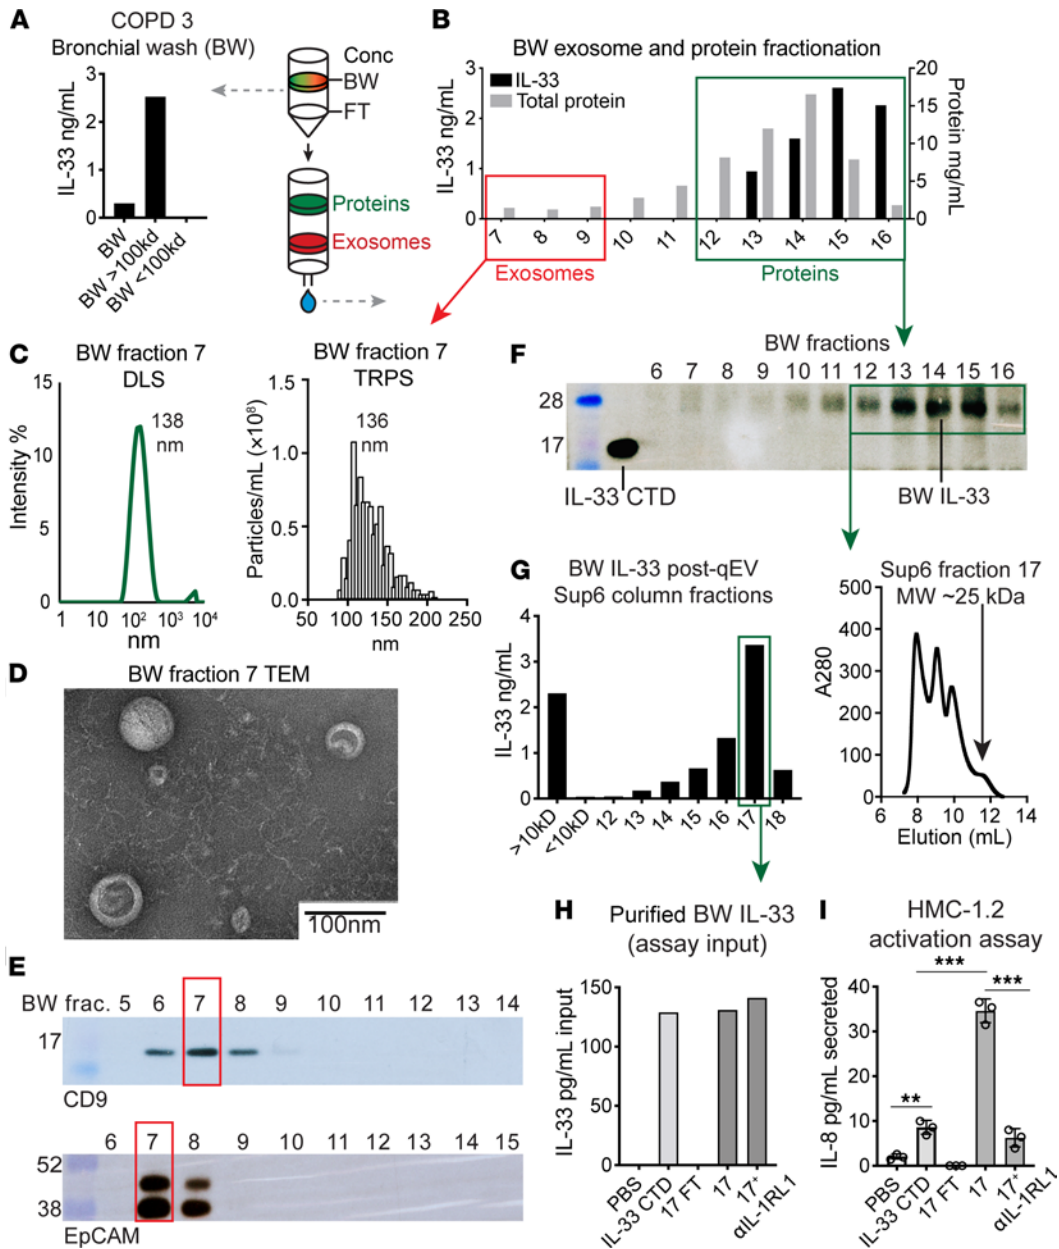 A
COPD 3
Bronchial wash (BW)
IL-33 ng/mL
3
2
1
0
BW
BW >100kd
BW <100kd
Conc
BW
FT
Proteins
Exosomes
B
BW exosome and protein fractionation
IL-33 ng/mL
3
2
1
0
IL-33
Total protein
20
15
10
5
0
Protein mg/mL
7 8 9 10 11 12 13 14 15 16
Exosomes
Proteins
C
BW fraction 7
DLS
Intensity %
15
10
5
0
138
nm
1 10 10² 10³ 10⁴
nm
BW fraction 7
TRPS
Particles/mL (×10⁸)
1.5
1.0
0.5
0.0
136
nm
50 100 150 200 250
nm
D
BW fraction 7 TEM
100nm
E
BW frac. 5 6 7 8 9 10 11 12 13 14
17
CD9
6 7 8 9 10 11 12 13 14 15
52
38
EpCAM
F
BW fractions
6 7 8 9 10 11 12 13 14 15 16
28
17
IL-33 CTD
BW IL-33
G
BW IL-33 post-qEV
Sup6 column fractions
IL-33 ng/mL
4
3
2
1
0
>10kD <10kD 12 13 14 15 16 17 18
Sup6 fraction 17
MW ~25 kDa
A280
500
400
300
200
100
0
6 8 10 12 14
Elution (mL)
H
Purified BW IL-33
(assay input)
IL-33 pg/mL input
150
100
50
0
PBS
IL-33 CTD
17 FT
17
17⁺
αIL-1RL1
I
HMC-1.2
activation assay
IL-8 pg/mL secreted
40
30
20
10
0
***
***
**
PBS
IL-33 CTD
17 FT
17
17⁺
αIL-1RL1